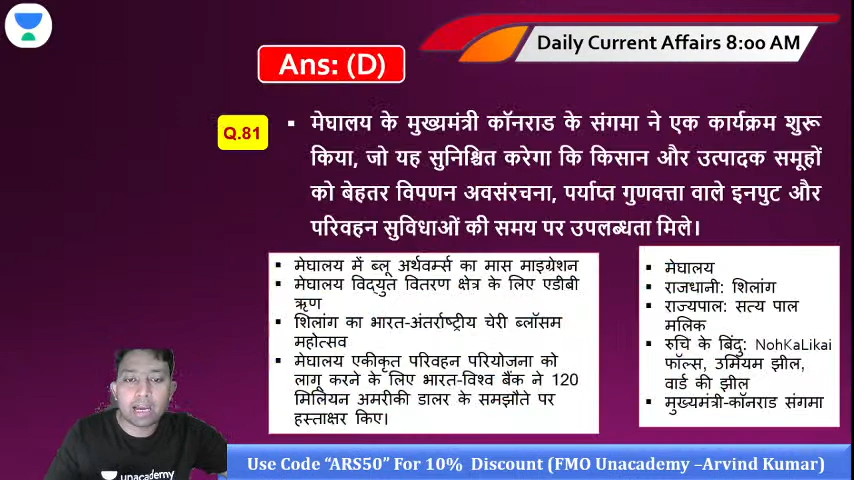 Daily Current Affairs 8:00 AM
Ans: (D)
Q.81
▪ मेघालय के मुख्यमंत्री कॉनराड के संगमा ने एक कार्यक्रम शुरू
किया, जो यह सुनिश्चित करेगा कि किसान और उत्पादक समूहों
को बेहतर विपणन अवसंरचना, पर्याप्त गुणवत्ता वाले इनपुट और
परिवहन सुविधाओं की समय पर उपलब्धता मिले।
▪ मेघालय में ब्लू अर्थवर्म्स का मास माइग्रेशन
▪ मेघालय विद्युत वितरण क्षेत्र के लिए एडीबी
ऋण
▪ शिलांग का भारत-अंतर्राष्ट्रीय चेरी ब्लॉसम
महोत्सव
▪ मेघालय एकीकृत परिवहन परियोजना को
लागू करने के लिए भारत-विश्व बैंक ने 120
मिलियन अमरीकी डालर के समझौते पर
हस्ताक्षर किए।
▪ मेघालय
▪ राजधानी: शिलांग
▪ राज्यपाल: सत्य पाल
मलिक
▪ रुचि के बिंदु: NohKaLikai
फॉल्स, उमियम झील,
वार्ड की झील
▪ मुख्यमंत्री-कॉनराड संगमा
unacademy
Use Code “ARS50” For 10% Discount (FMO Unacademy –Arvind Kumar)